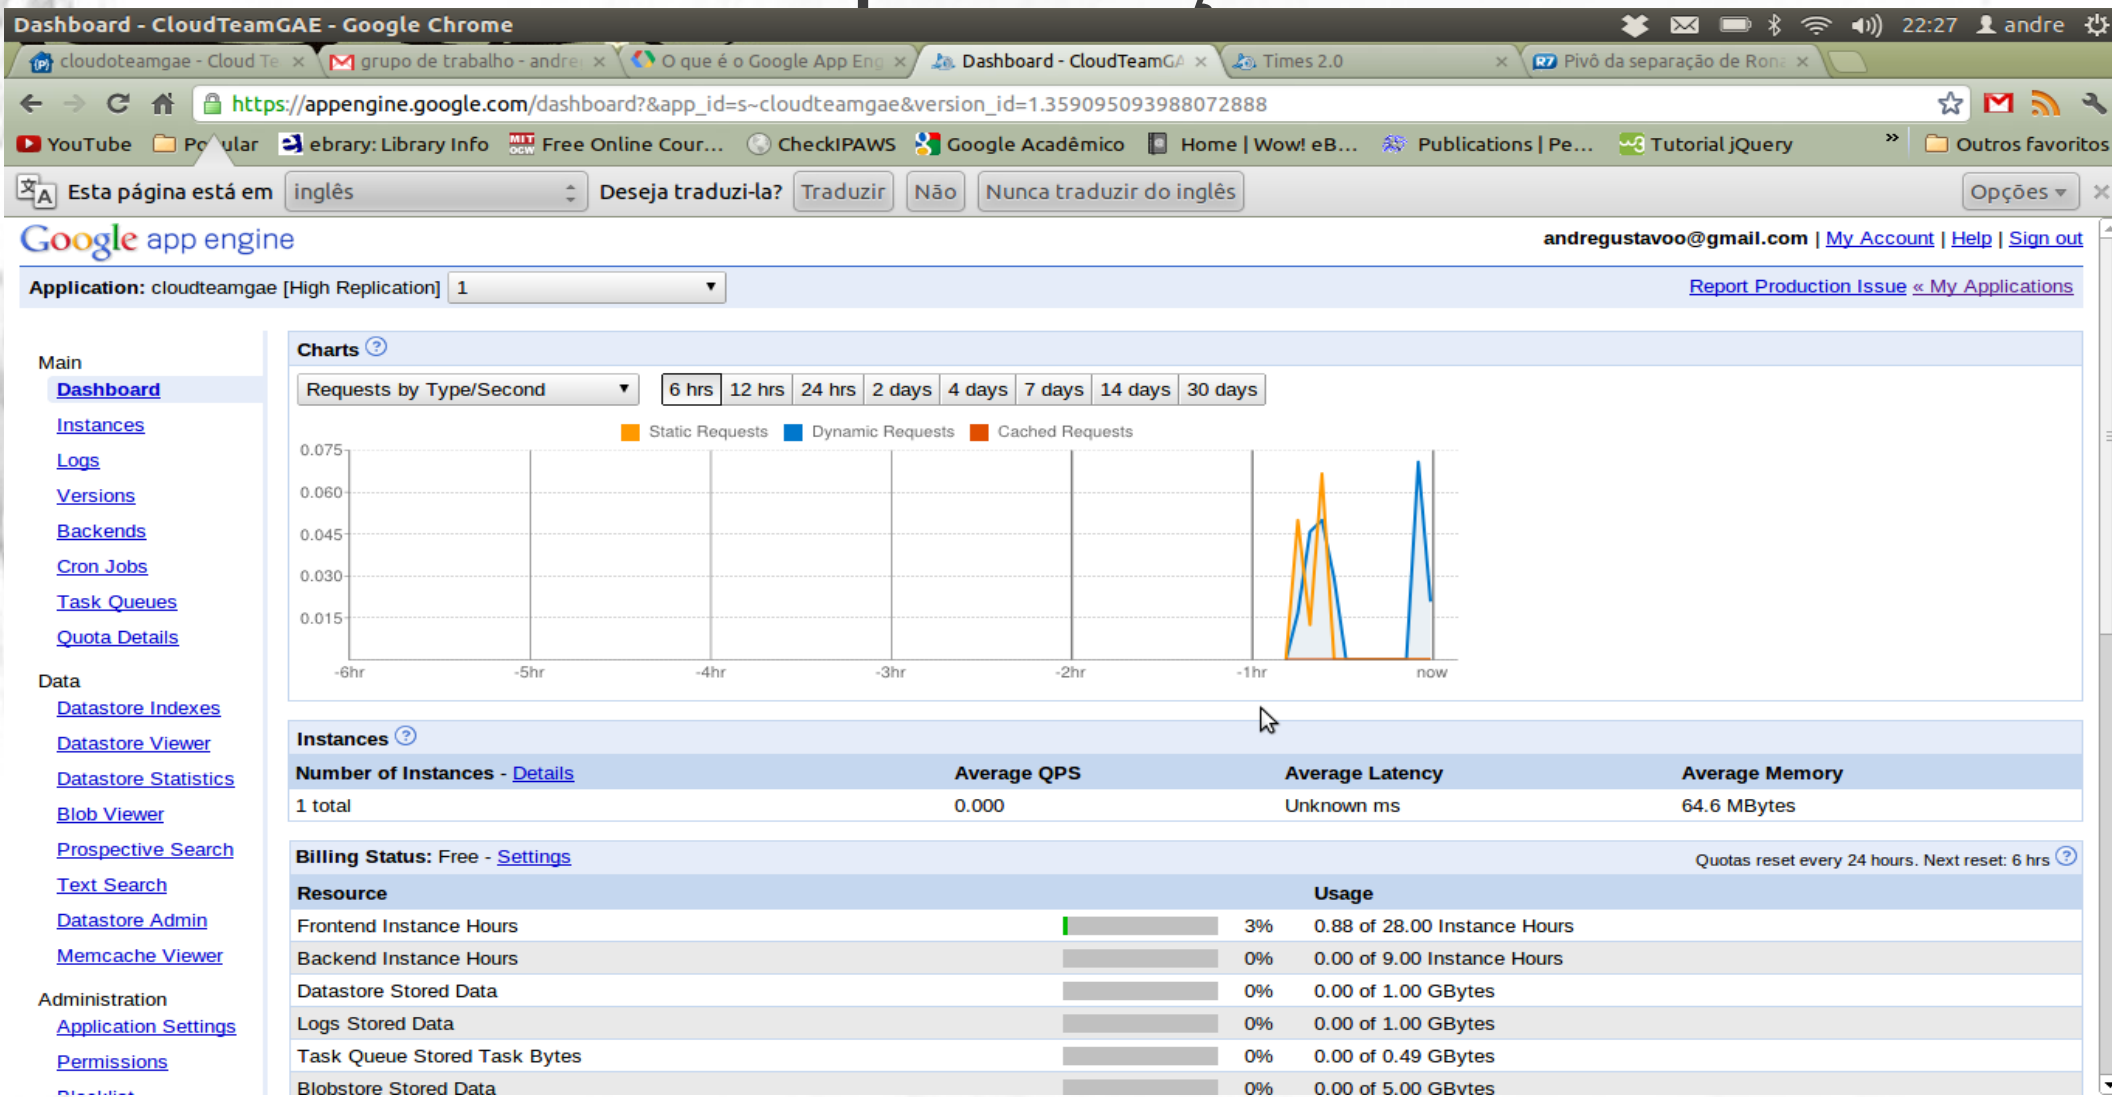 Dashboard - CloudTeamGAE - Google Chrome 22:27 andre
cloudoteamgae - Cloud Te grupo de trabalho - andre O que é o Google App Eng Dashboard - CloudTeamGA Times 2.0 R7 Pivô da separação de Rona
https://appengine.google.com/dashboard?&app_id=s~cloudteamgae&version_id=1.359095093988072888
YouTube ebrary: Library Info MIT OCW Free Online Cour... CheckIPAWS Google Acadêmico Home | Wow! eB... Publications | Pe... Tutorial jQuery » Outros favoritos
Esta página está em inglês Deseja traduzi-la? Traduzir Não Nunca traduzir do inglês Opções
Google app engine
andregustavoo@gmail.com | My Account | Help | Sign out
Application: cloudteamgae [High Replication] 1 Report Production Issue « My Applications
Main
Dashboard
Instances
Logs
Versions
Backends
Cron Jobs
Task Queues
Quota Details
Data
Datastore Indexes
Datastore Viewer
Datastore Statistics
Blob Viewer
Prospective Search
Text Search
Datastore Admin
Memcache Viewer
Administration
Application Settings
Permissions
Charts ?
Requests by Type/Second 6 hrs 12 hrs 24 hrs 2 days 4 days 7 days 14 days 30 days
Static Requests Dynamic Requests Cached Requests
0.075
0.060
0.045
0.030
0.015
-6hr -5hr -4hr -3hr -2hr -1hr now
Instances ?
Number of Instances - Details Average QPS Average Latency Average Memory
1 total 0.000 Unknown ms 64.6 MBytes
Billing Status: Free - Settings Quotas reset every 24 hours. Next reset: 6 hrs ?
Resource Usage
Frontend Instance Hours 3% 0.88 of 28.00 Instance Hours
Backend Instance Hours 0% 0.00 of 9.00 Instance Hours
Datastore Stored Data 0% 0.00 of 1.00 GBytes
Logs Stored Data 0% 0.00 of 1.00 GBytes
Task Queue Stored Task Bytes 0% 0.00 of 0.49 GBytes
Blobstore Stored Data 0% 0.00 of 5.00 GBytes